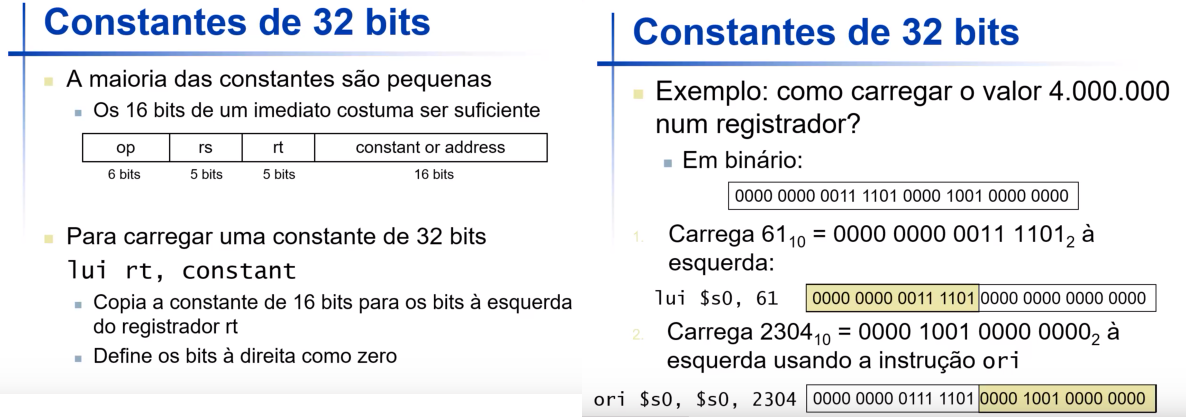 Constantes de 32 bits
A maioria das constantes são pequenas
Os 16 bits de um imediato costuma ser suficiente
op rs rt constant or address
6 bits 5 bits 5 bits 16 bits
Para carregar uma constante de 32 bits
lui rt, constant
Copia a constante de 16 bits para os bits à esquerda
do registrador rt
Define os bits à direita como zero
Constantes de 32 bits
Exemplo: como carregar o valor 4.000.000
num registrador?
Em binário:
0000 0000 0011 1101 0000 1001 0000 0000
1. Carrega 61₁₀ = 0000 0000 0011 1101₂ à
esquerda:
lui $s0, 61 0000 0000 0011 1101 0000 0000 0000 0000
2. Carrega 2304₁₀ = 0000 1001 0000 0000₂ à
esquerda usando a instrução ori
ori $s0, $s0, 2304 0000 0000 0111 1101 0000 1001 0000 0000